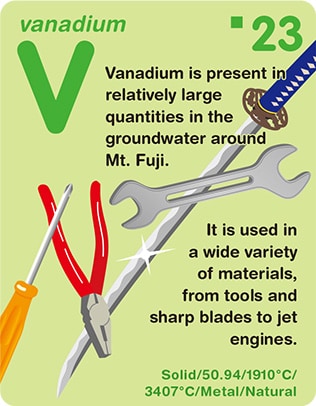 vanadium
23
V
Vanadium is present in
relatively large
quantities in the
groundwater around
Mt. Fuji.
It is used in
a wide variety
of materials,
from tools and
sharp blades to jet
engines.
Solid/50.94/1910°C/
3407°C/Metal/Natural